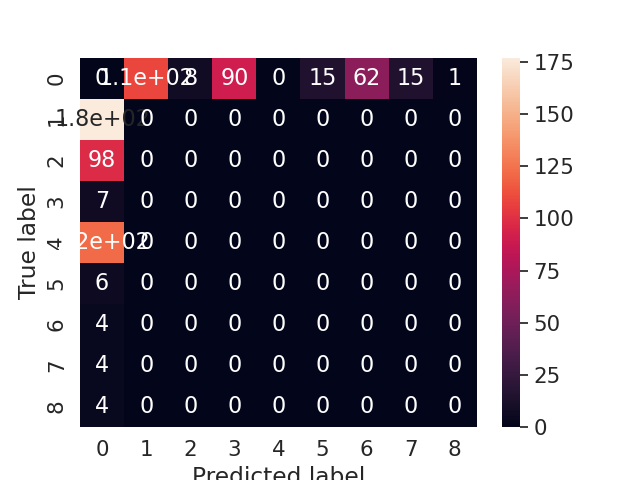 0 1.1e+02 8 90 0 15 62 15 1
1.8e+02 0 0 0 0 0 0 0 0
98 0 0 0 0 0 0 0 0
7 0 0 0 0 0 0 0 0
2e+02 0 0 0 0 0 0 0 0
6 0 0 0 0 0 0 0 0
4 0 0 0 0 0 0 0 0
4 0 0 0 0 0 0 0 0
4 0 0 0 0 0 0 0 0
0 1 2 3 4 5 6 7 8
Predicted label
True label
0 1 2 3 4 5 6 7 8
175
150
125
100
75
50
25
0